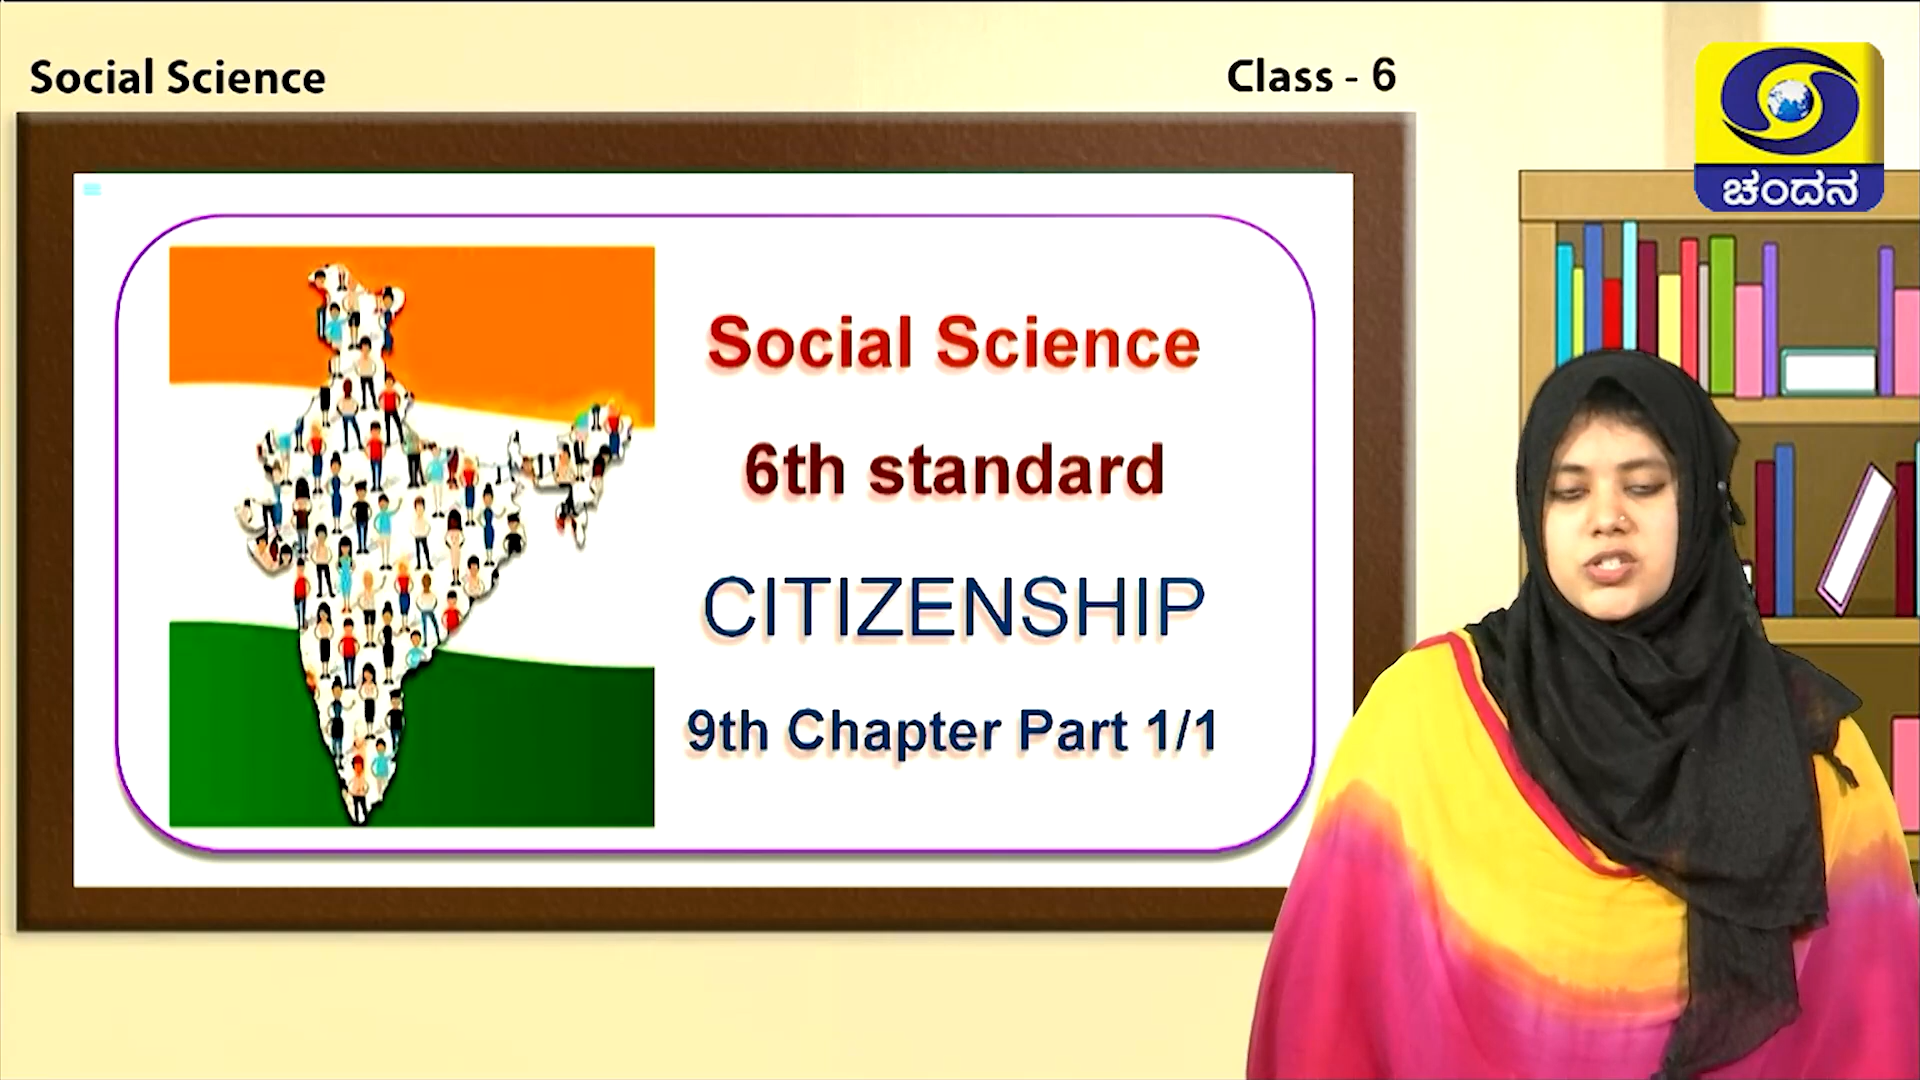 Social Science
Class - 6
ಚಂದನ
Social Science
6th standard
CITIZENSHIP
9th Chapter Part 1/1